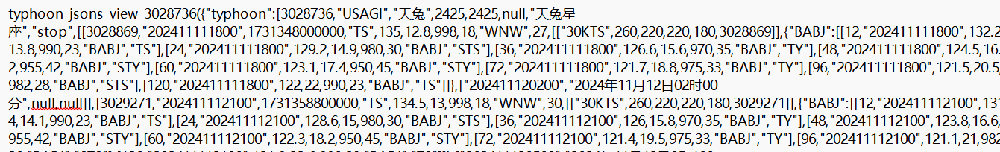 typhoon_jsons_view_3028736({"typhoon":[3028736,"USAGI","天兔",2425,2425,null,"天兔星
座","stop",[[3028869,"202411111800",1731348000000,"TS",135,12.8,998,18,"WNW",27,[["30KTS",260,220,220,180,3028869]],{"BABJ":[[12,"202411111800",132.2
13.8,990,23,"BABJ","TS"],[24,"202411111800",129.2,14.9,980,30,"BABJ","STS"],[36,"202411111800",126.6,15.6,970,35,"BABJ","TY"],[48,"202411111800",124.5,16.
2,955,42,"BABJ","STY"],[60,"202411111800",123.1,17.4,950,45,"BABJ","STY"],[72,"202411111800",121.7,18.8,975,33,"BABJ","TY"],[96,"202411111800",121.5,20.5,
982,28,"BABJ","STS"],[120,"202411111800",122,22,990,23,"BABJ","TS"]]},["202411120200","2024年11月12日02时00
分",null,null]],[3029271,"202411112100",1731358800000,"TS",134.5,13,998,18,"WNW",30,[["30KTS",260,220,220,180,3029271]],{"BABJ":[[12,"202411112100",13
4,14.1,990,23,"BABJ","TS"],[24,"202411112100",128.6,15,980,30,"BABJ","STS"],[36,"202411112100",126,15.8,970,35,"BABJ","TY"],[48,"202411112100",123.8,16.6
955,42,"BABJ","STY"],[60,"202411112100",122.3,18.2,950,45,"BABJ","STY"],[72,"202411112100",121.4,19.5,975,33,"BABJ","TY"],[96,"202411112100",121.1,21,982